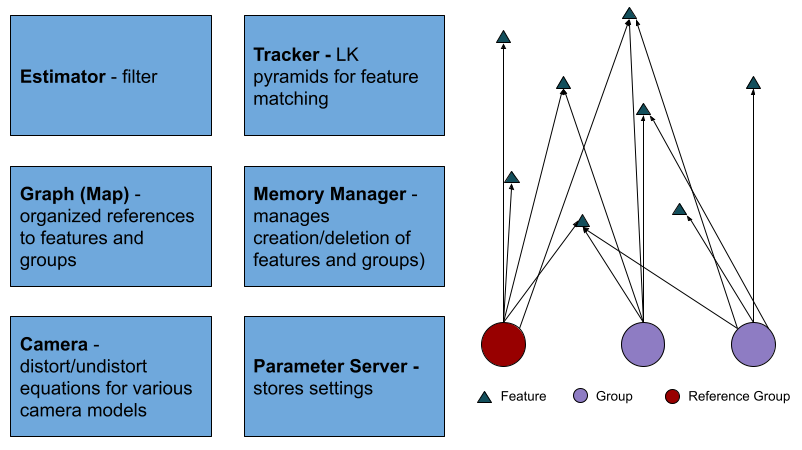 Estimator - filter
Tracker - LK
pyramids for feature
matching
Graph (Map) -
organized references
to features and
groups
Memory Manager -
manages
creation/deletion of
features and groups)
Camera -
distort/undistort
equations for various
camera models
Parameter Server -
stores settings
Feature
Group
Reference Group